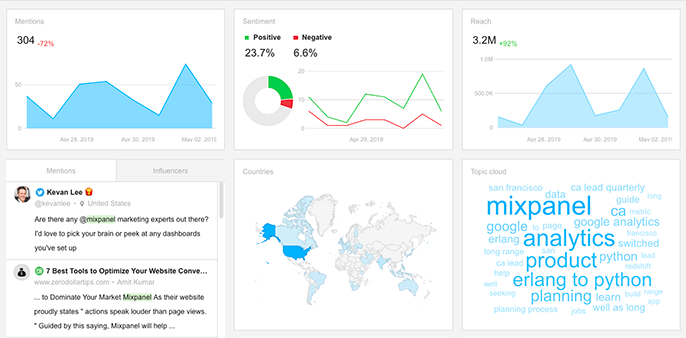 Mentions
304 -72%
50
0
Apr 28, 2019 Apr 30, 2019 May 02, 2019
Sentiment
Positive Negative
23.7% 6.6%
20
10
0
Apr 29, 2019
Reach
3.2M +92%
1.0M
500.0K
0
Apr 28, 2019 Apr 30, 2019 May 02, 2019
Mentions Influencers
Kevan Lee
@kevanlee • United States
Are there any @mixpanel marketing experts out there?
I'd love to pick your brain or peek at any dashboards
you've set up
7 Best Tools to Optimize Your Website Conve...
www.zerodollartips.com • Amit Kumar
... to Dominate Your Market Mixpanel As their website
proudly states " actions speak louder than page views.
" Guided by this saying, Mixpanel will help ...
Countries
Topic cloud
san francisco data ca lead quarterly
guide long
mixpanel ca metric
google to page google analytics
erlang analytics francisco
switched
long range san
ca lead product python lead
help redshift
well erlang to python
seeking build range
planning learn app
planning process jobs well as long